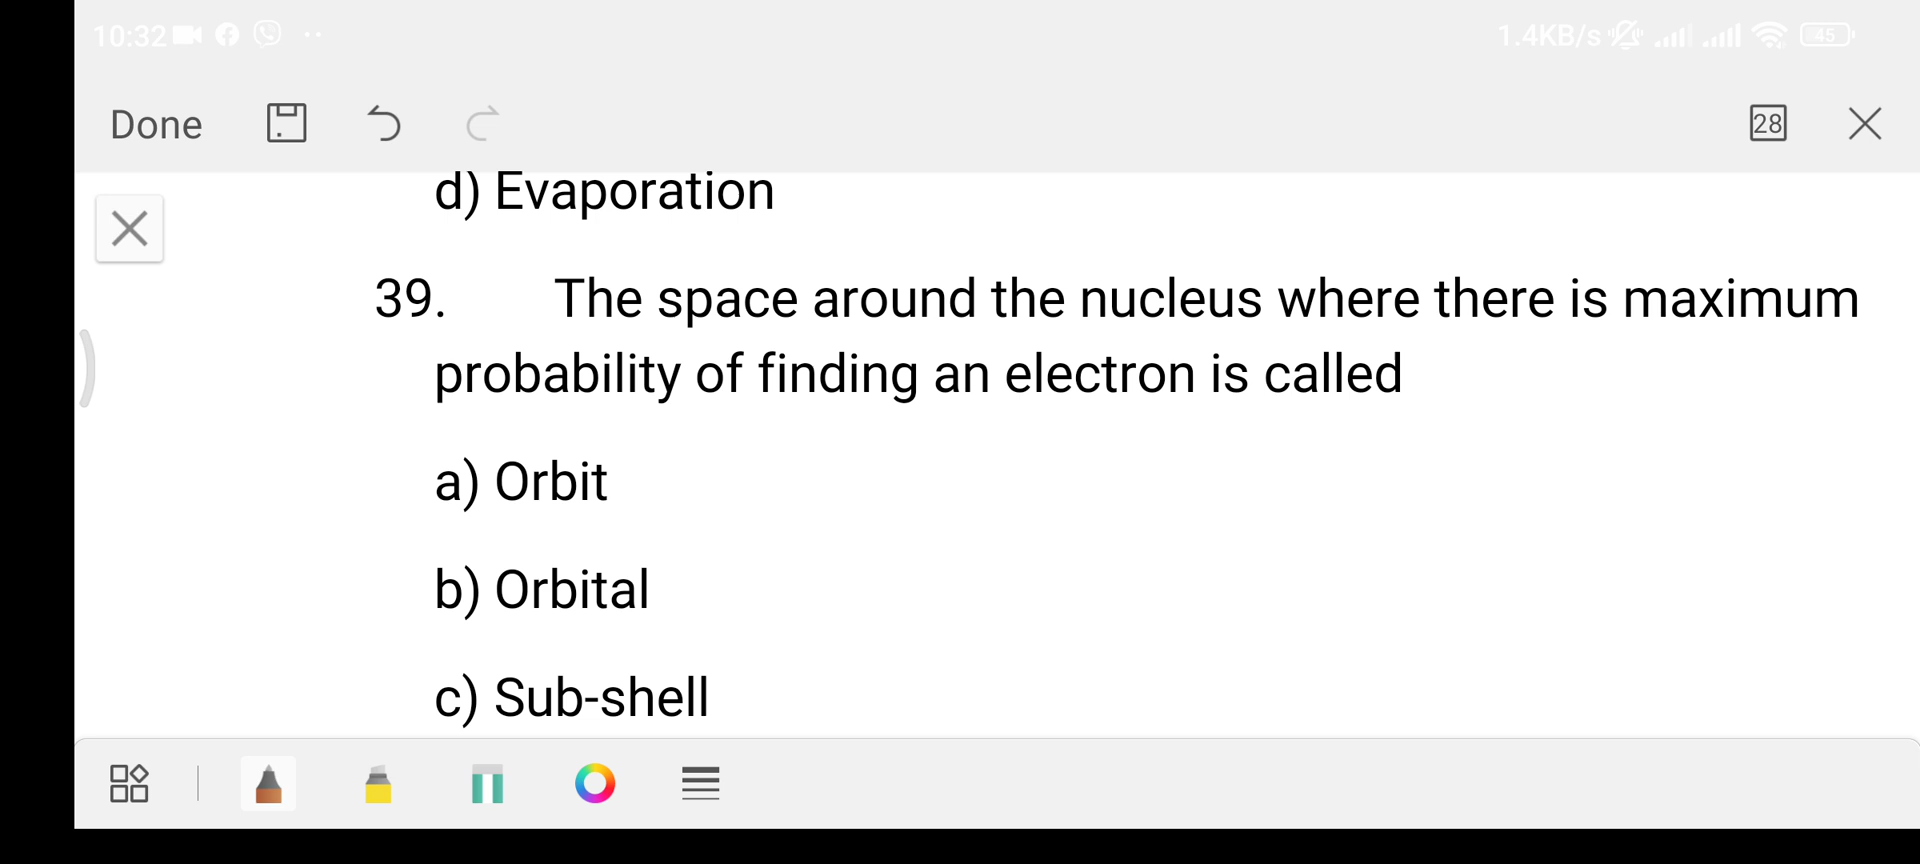 10:32
1.4KB/s
45
Done
28
d) Evaporation
39. The space around the nucleus where there is maximum
probability of finding an electron is called
a) Orbit
b) Orbital
c) Sub-shell